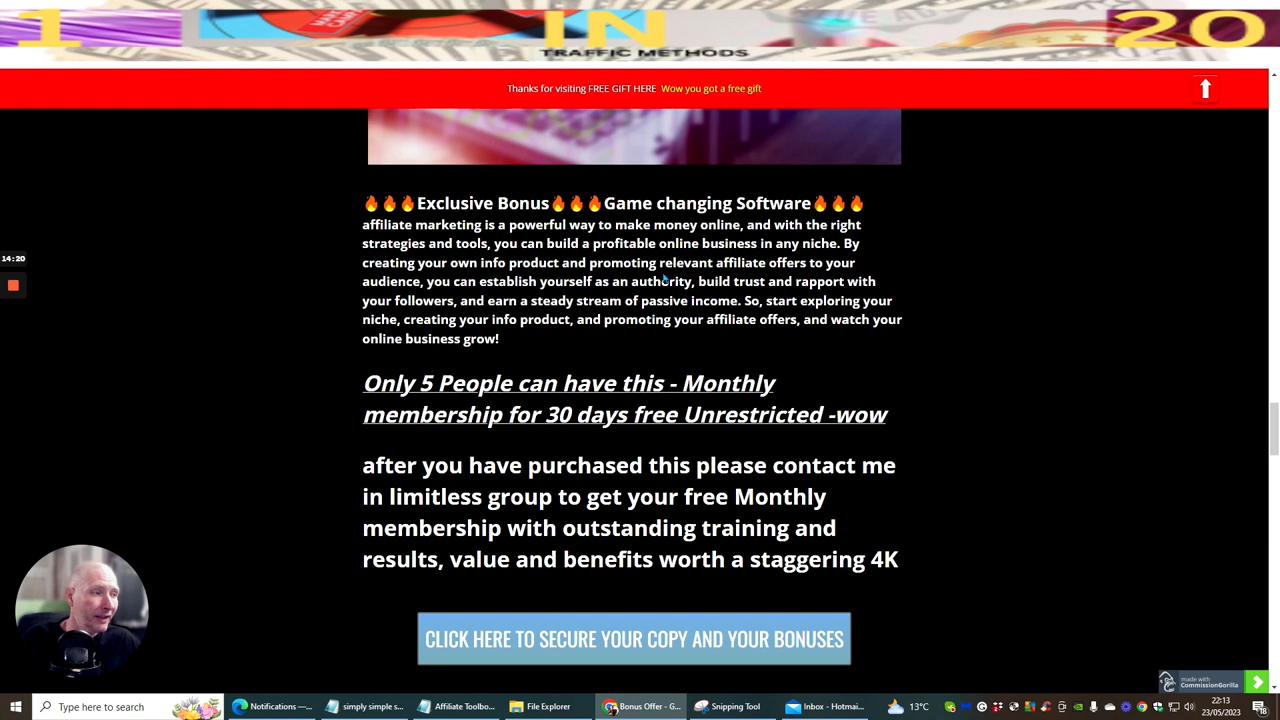 1 IN 20
TRAFFIC METHODS
Thanks for visiting FREE GIFT HERE Wow you got a free gift
14:20
🔥🔥🔥Exclusive Bonus🔥🔥🔥Game changing Software🔥🔥🔥
affiliate marketing is a powerful way to make money online, and with the right
strategies and tools, you can build a profitable online business in any niche. By
creating your own info product and promoting relevant affiliate offers to your
audience, you can establish yourself as an authority, build trust and rapport with
your followers, and earn a steady stream of passive income. So, start exploring your
niche, creating your info product, and promoting your affiliate offers, and watch your
online business grow!
Only 5 People can have this - Monthly
membership for 30 days free Unrestricted -wow
after you have purchased this please contact me
in limitless group to get your free Monthly
membership with outstanding training and
results, value and benefits worth a staggering 4K
CLICK HERE TO SECURE YOUR COPY AND YOUR BONUSES
made with
CommissionGorilla
Type here to search
Notifications —...
simply simple s...
Affiliate Toolbo...
File Explorer
Bonus Offer - G...
Snipping Tool
Inbox - Hotmai...
13°C
22:13
23/05/2023